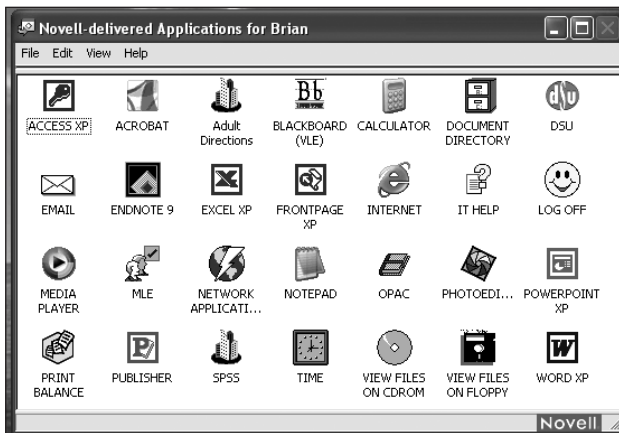 Novell-delivered Applications for Brian
File Edit View Help
ACCESS XP
ACROBAT
Adult
Directions
Bb
BLACKBOARD
(VLE)
CALCULATOR
DOCUMENT
DIRECTORY
dsu
DSU
EMAIL
ENDNOTE 9
EXCEL XP
FRONTPAGE
XP
INTERNET
IT HELP
LOG OFF
MEDIA
PLAYER
MLE
NETWORK
APPLICATI...
NOTEPAD
OPAC
PHOTOEDI...
POWERPOINT
XP
PRINT
BALANCE
PUBLISHER
SPSS
TIME
VIEW FILES
ON CDROM
VIEW FILES
ON FLOPPY
W
WORD XP
Novell